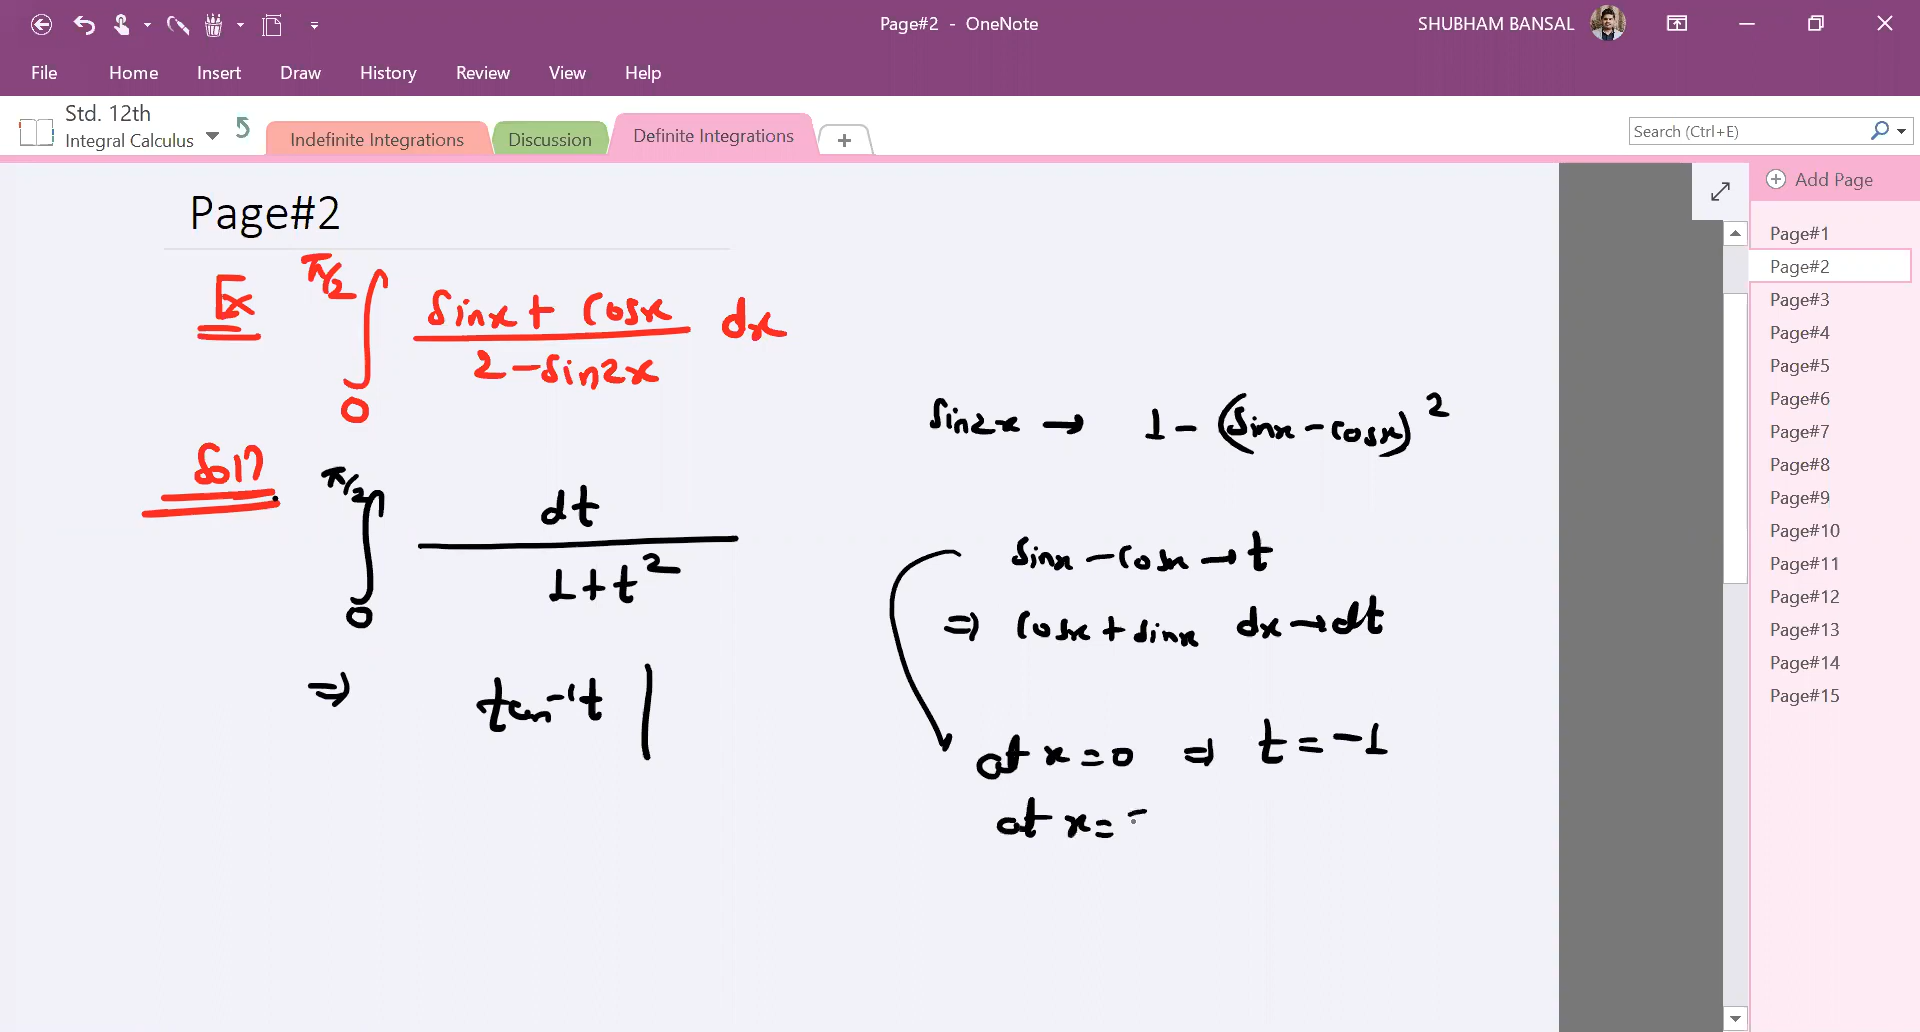 Page#2 - OneNote
SHUBHAM BANSAL
File Home Insert Draw History Review View Help
Std. 12th
Integral Calculus
Indefinite Integrations
Discussion
Definite Integrations
+
Search (Ctrl+E)
Add Page
Page#1
Page#2
Page#3
Page#4
Page#5
Page#6
Page#7
Page#8
Page#9
Page#10
Page#11
Page#12
Page#13
Page#14
Page#15
Page#2
Ex π/2 ∫ 0 sinx + cosx / 2 - sin2x dx
sin2x → 1 - (sinx - cosx)²
Soln π/2 ∫ 0 dt / 1 + t²
sinx - cosx → t
⇒ cosx + sinx dx → dt
⇒ tan⁻¹t |
at x = 0 ⇒ t = -1
at x =